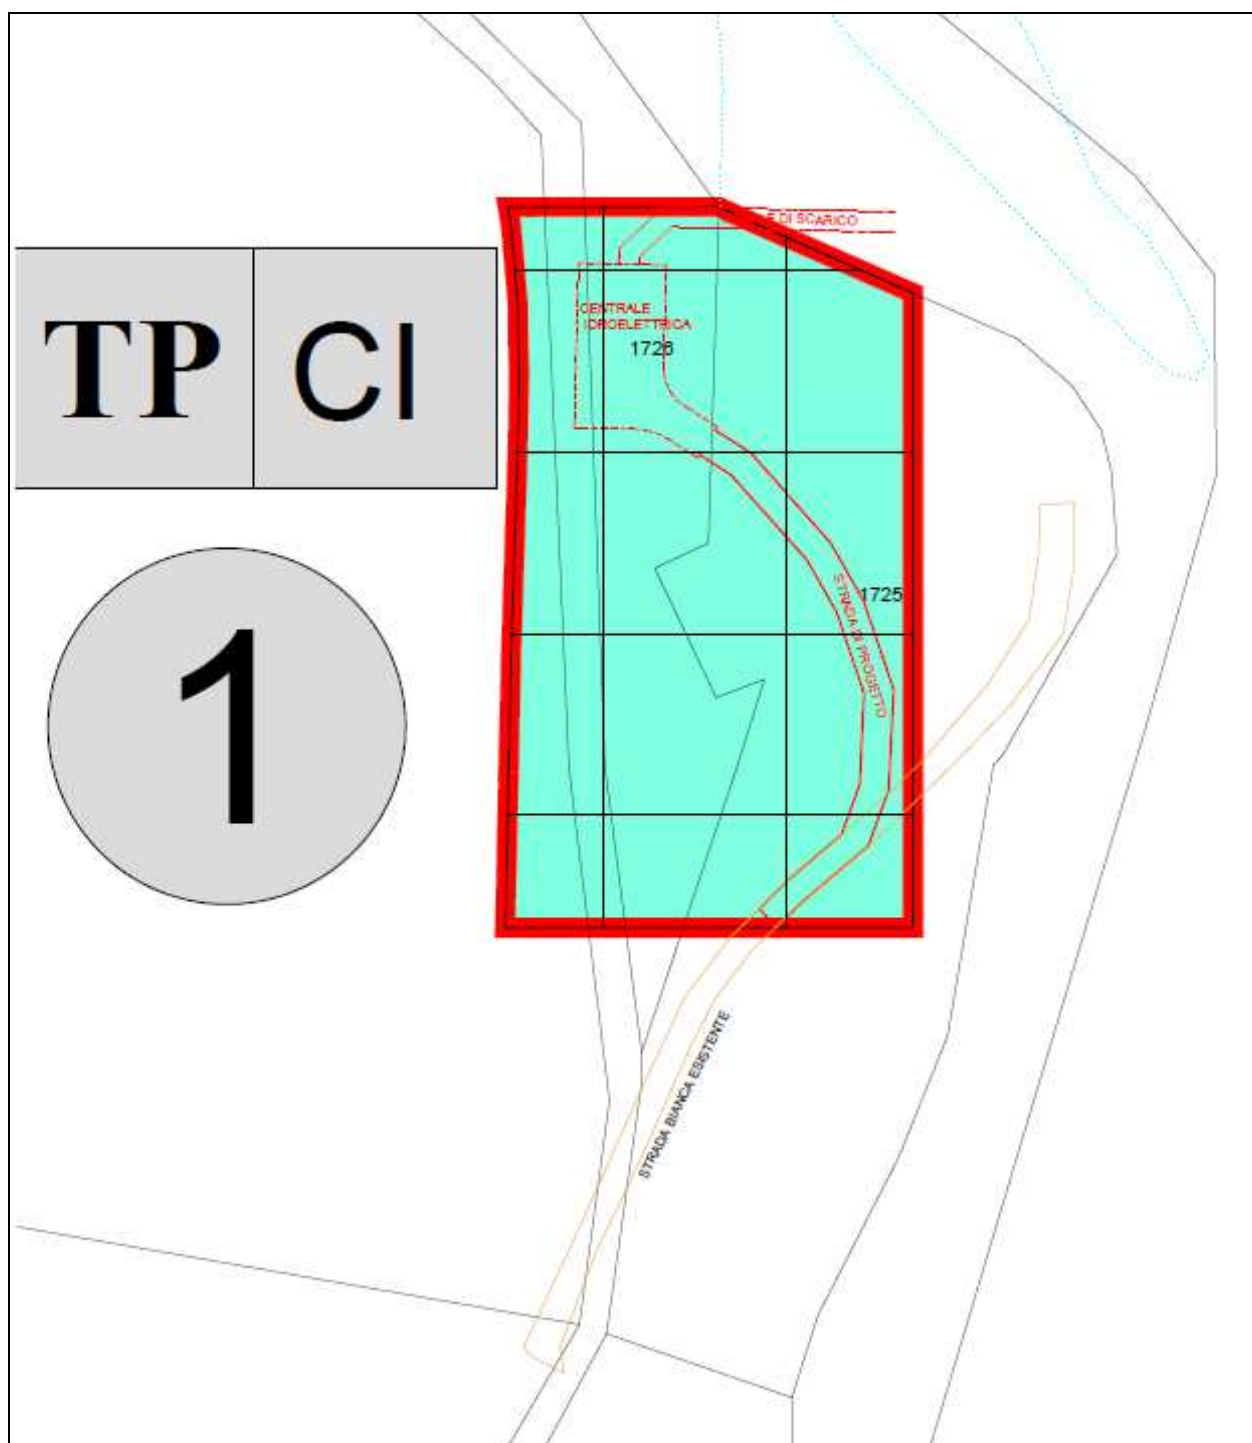 E DI SCARICO
TP CI
CENTRALE
IDROELETTRICA
1726
1
1725
STRADA DI PROGETTO
STRADA BIANCA ESISTENTE